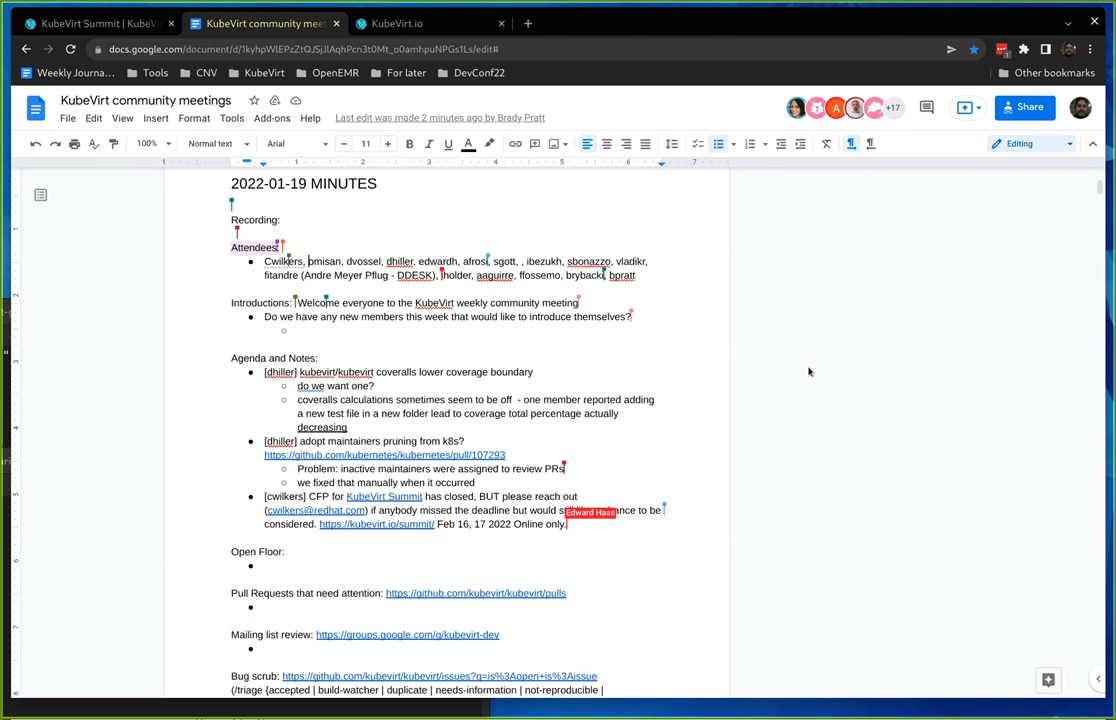 KubeVirt Summit | KubeVi
KubeVirt community mee
KubeVirt.io
docs.google.com/document/d/1kyhpWlEPzZtQJSjJlAqhPcn3t0Mt_o0amhpuNPGs1Ls/edit#
Weekly Journa...
Tools
CNV
KubeVirt
OpenEMR
For later
DevConf22
Other bookmarks
KubeVirt community meetings
File Edit View Insert Format Tools Add-ons Help
Last edit was made 2 minutes ago by Brady Pratt
+17
Share
100%
Normal text
Arial
11
Editing
2022-01-19 MINUTES
Recording:
Attendees:
Cwilkers, bmisan, dvossel, dhiller, edwardh, afrosi, sgott, , ibezukh, sbonazzo, vladikr,
fitandre (Andre Meyer Pflug - DDESK), lholder, aaguirre, ffossemo, brybacki, bpratt
Introductions: Welcome everyone to the KubeVirt weekly community meeting
Do we have any new members this week that would like to introduce themselves?
Agenda and Notes:
[dhiller] kubevirt/kubevirt coveralls lower coverage boundary
do we want one?
coveralls calculations sometimes seem to be off - one member reported adding
a new test file in a new folder lead to coverage total percentage actually
decreasing
[dhiller] adopt maintainers pruning from k8s?
https://github.com/kubernetes/kubernetes/pull/107293
Problem: inactive maintainers were assigned to review PRs
we fixed that manually when it occurred
[cwilkers] CFP for KubeVirt Summit has closed, BUT please reach out
(cwilkers@redhat.com) if anybody missed the deadline but would to be
Edward Haas
considered. https://kubevirt.io/summit/ Feb 16, 17 2022 Online only.
Open Floor:
Pull Requests that need attention: https://github.com/kubevirt/kubevirt/pulls
Mailing list review: https://groups.google.com/g/kubevirt-dev
Bug scrub: https://github.com/kubevirt/kubevirt/issues?q=is%3Aopen+is%3Aissue
(/triage {accepted | build-watcher | duplicate | needs-information | not-reproducible |